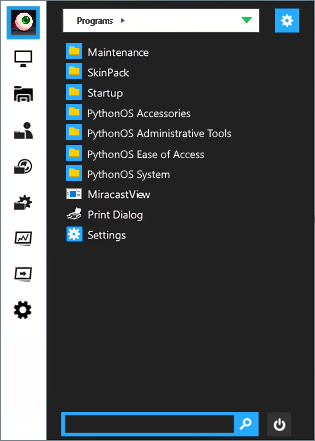 Programs
Maintenance
SkinPack
Startup
PythonOS Accessories
PythonOS Administrative Tools
PythonOS Ease of Access
PythonOS System
MiracastView
Print Dialog
Settings